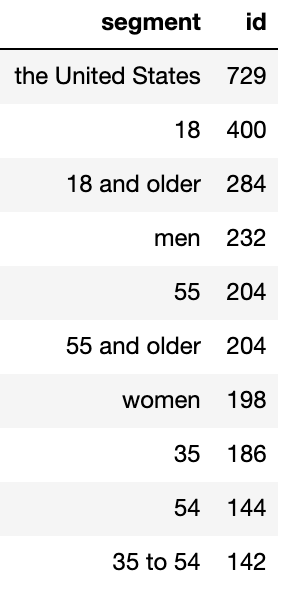 segment id
the United States 729
18 400
18 and older 284
men 232
55 204
55 and older 204
women 198
35 186
54 144
35 to 54 142